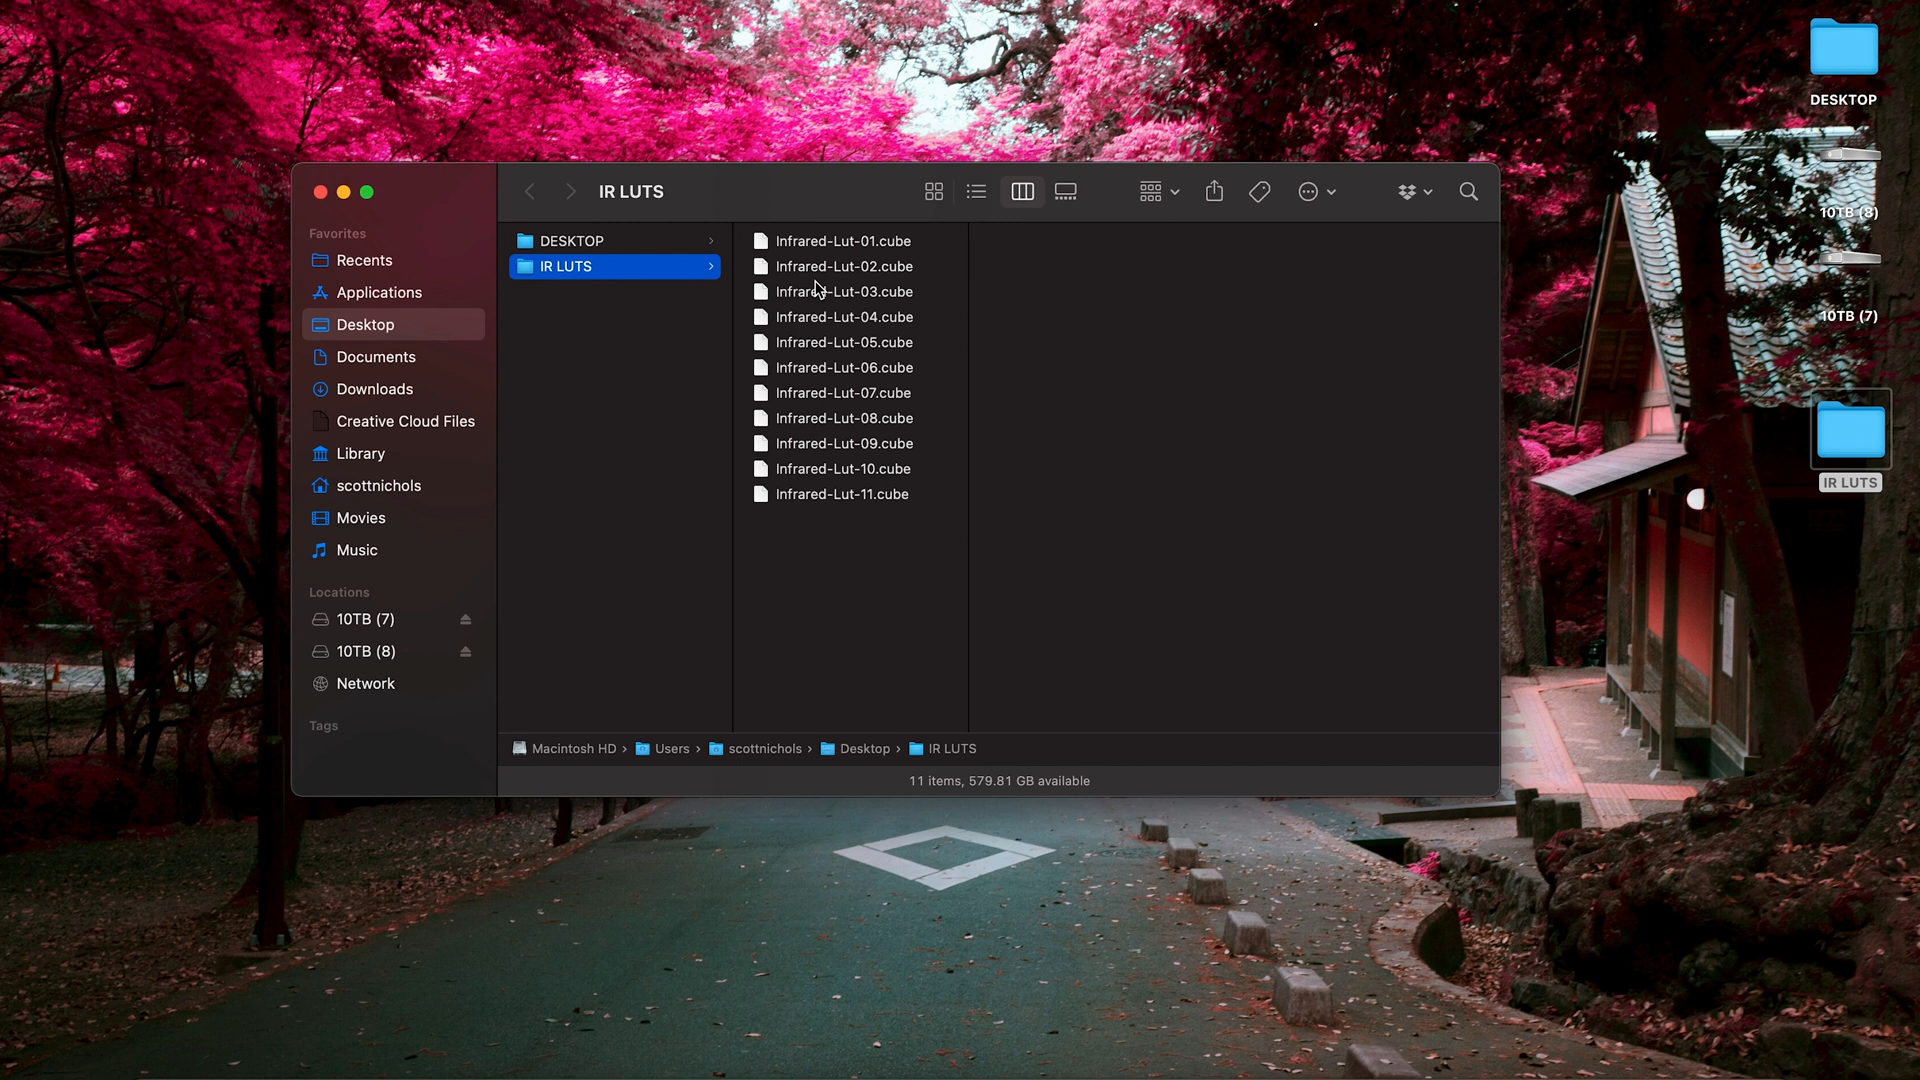 DESKTOP
10TB (8)
10TB (7)
IR LUTS
IR LUTS
Favorites
Recents
Applications
Desktop
Documents
Downloads
Creative Cloud Files
Library
scottnichols
Movies
Music
Locations
10TB (7)
10TB (8)
Network
Tags
DESKTOP
IR LUTS
Infrared-Lut-01.cube
Infrared-Lut-02.cube
Infrared-Lut-03.cube
Infrared-Lut-04.cube
Infrared-Lut-05.cube
Infrared-Lut-06.cube
Infrared-Lut-07.cube
Infrared-Lut-08.cube
Infrared-Lut-09.cube
Infrared-Lut-10.cube
Infrared-Lut-11.cube
Macintosh HD › Users › scottnichols › Desktop › IR LUTS
11 items, 579.81 GB available